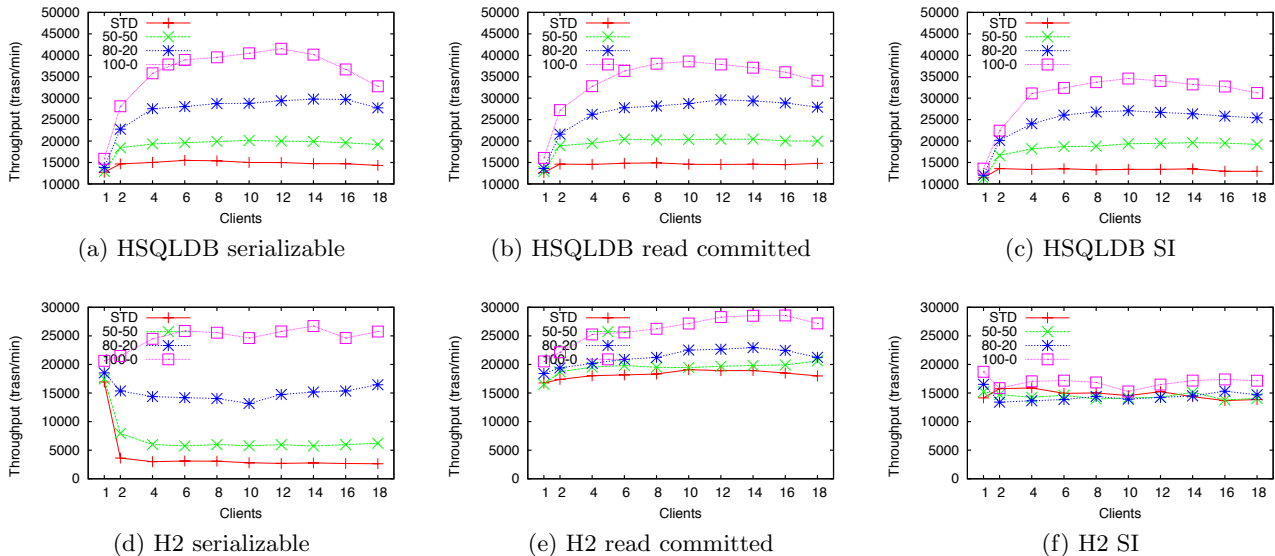 Throughput (trasn/min)
50000
45000
40000
35000
30000
25000
20000
15000
10000
STD
50-50
80-20
100-0
1 2 4 6 8 10 12 14 16 18
Clients
(a) HSQLDB serializable
Throughput (trasn/min)
50000
45000
40000
35000
30000
25000
20000
15000
10000
STD
50-50
80-20
100-0
1 2 4 6 8 10 12 14 16 18
Clients
(b) HSQLDB read committed
Throughput (trasn/min)
50000
45000
40000
35000
30000
25000
20000
15000
10000
STD
50-50
80-20
100-0
1 2 4 6 8 10 12 14 16 18
Clients
(c) HSQLDB SI
Throughput (trasn/min)
30000
25000
20000
15000
10000
5000
0
STD
50-50
80-20
100-0
1 2 4 6 8 10 12 14 16 18
Clients
(d) H2 serializable
Throughput (trasn/min)
30000
25000
20000
15000
10000
5000
0
STD
50-50
80-20
100-0
1 2 4 6 8 10 12 14 16 18
Clients
(e) H2 read committed
Throughput (trasn/min)
30000
25000
20000
15000
10000
5000
0
STD
50-50
80-20
100-0
1 2 4 6 8 10 12 14 16 18
Clients
(f) H2 SI